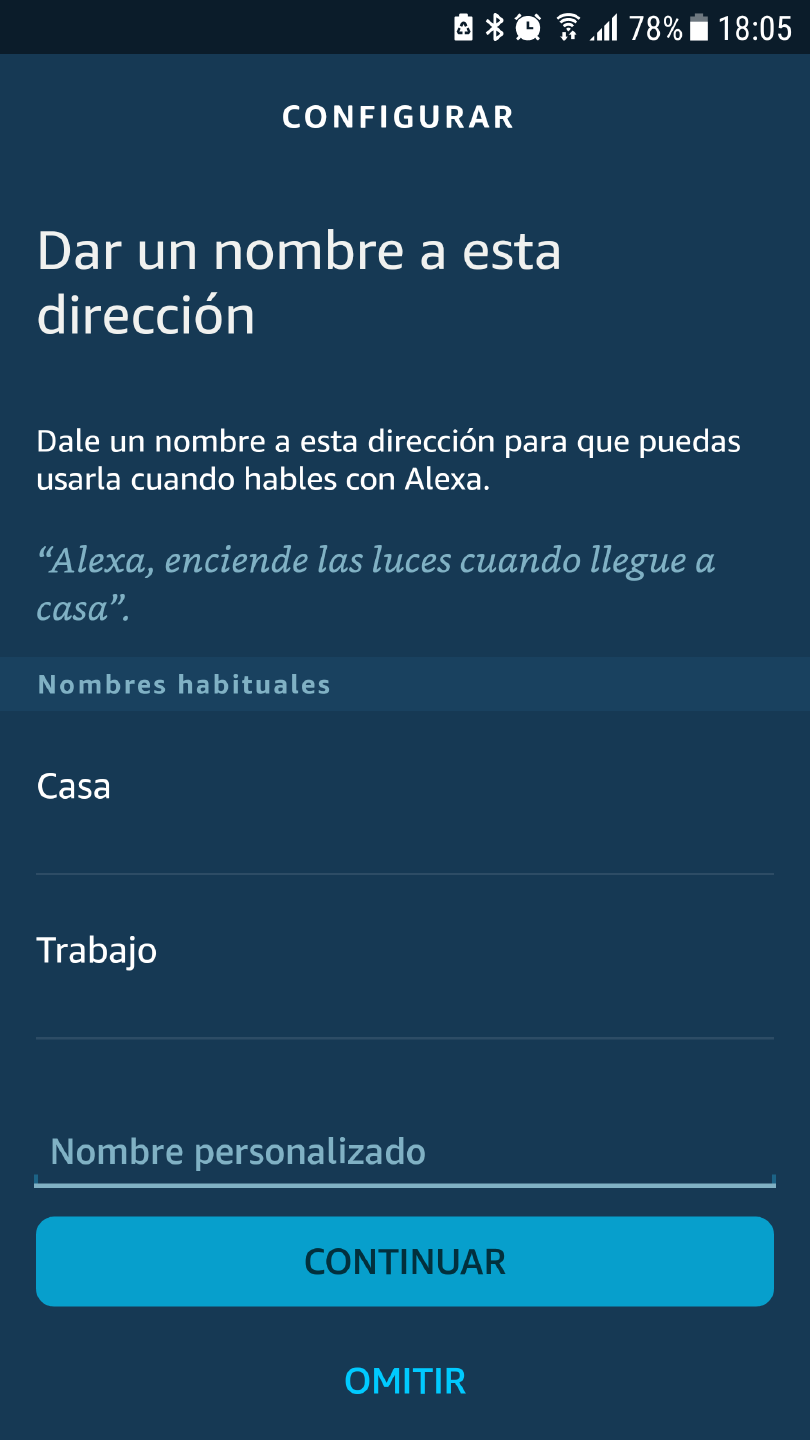 78% 18:05
CONFIGURAR
Dar un nombre a esta
dirección
Dale un nombre a esta dirección para que puedas
usarla cuando hables con Alexa.
“Alexa, enciende las luces cuando llegue a
casa”.
Nombres habituales
Casa
Trabajo
Nombre personalizado
CONTINUAR
OMITIR